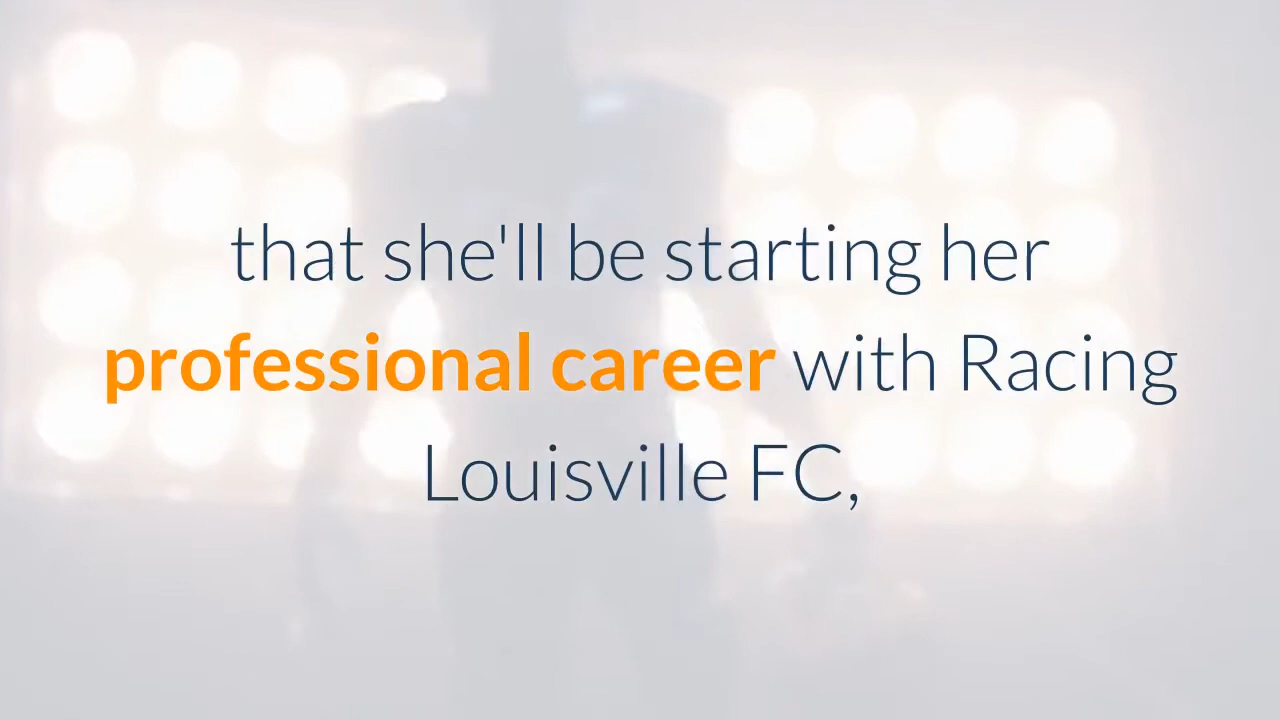 that she'll be starting her
professional career with Racing
Louisville FC,